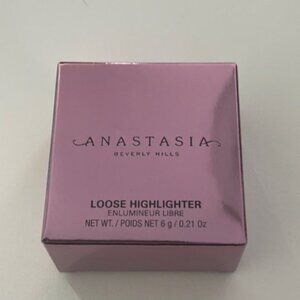 ANASTASIA
BEVERLY HILLS
LOOSE HIGHLIGHTER
ENLUMINEUR LIBRE
NET WT. / POIDS NET 6 g / 0.21 Oz